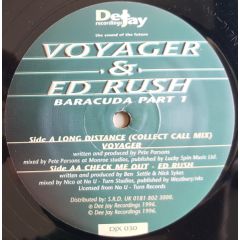 DeeJay
recordings
the sound of the future
VOYAGER
&
ED RUSH
BARACUDA PART 1
Side A LONG DISTANCE (COLLECT CALL MIX)
VOYAGER
written and produced by Pete Parsons
mixed by Pete Parsons at Monroe studios, published by Lucky Spin Music Ltd.
Side AA CHECK ME OUT - ED RUSH
written and produced by Ben Settle & Nick Sykes
mixed by Nico at No U - Turn Studios, published by Westbury/Nto
Licensed from No U - Turn Records
Distributed by: S.R.D. UK 0181 802 3000.
℗ Dee Jay Recordings 1996.
© Dee Jay Recordings 1996.
DJX 030